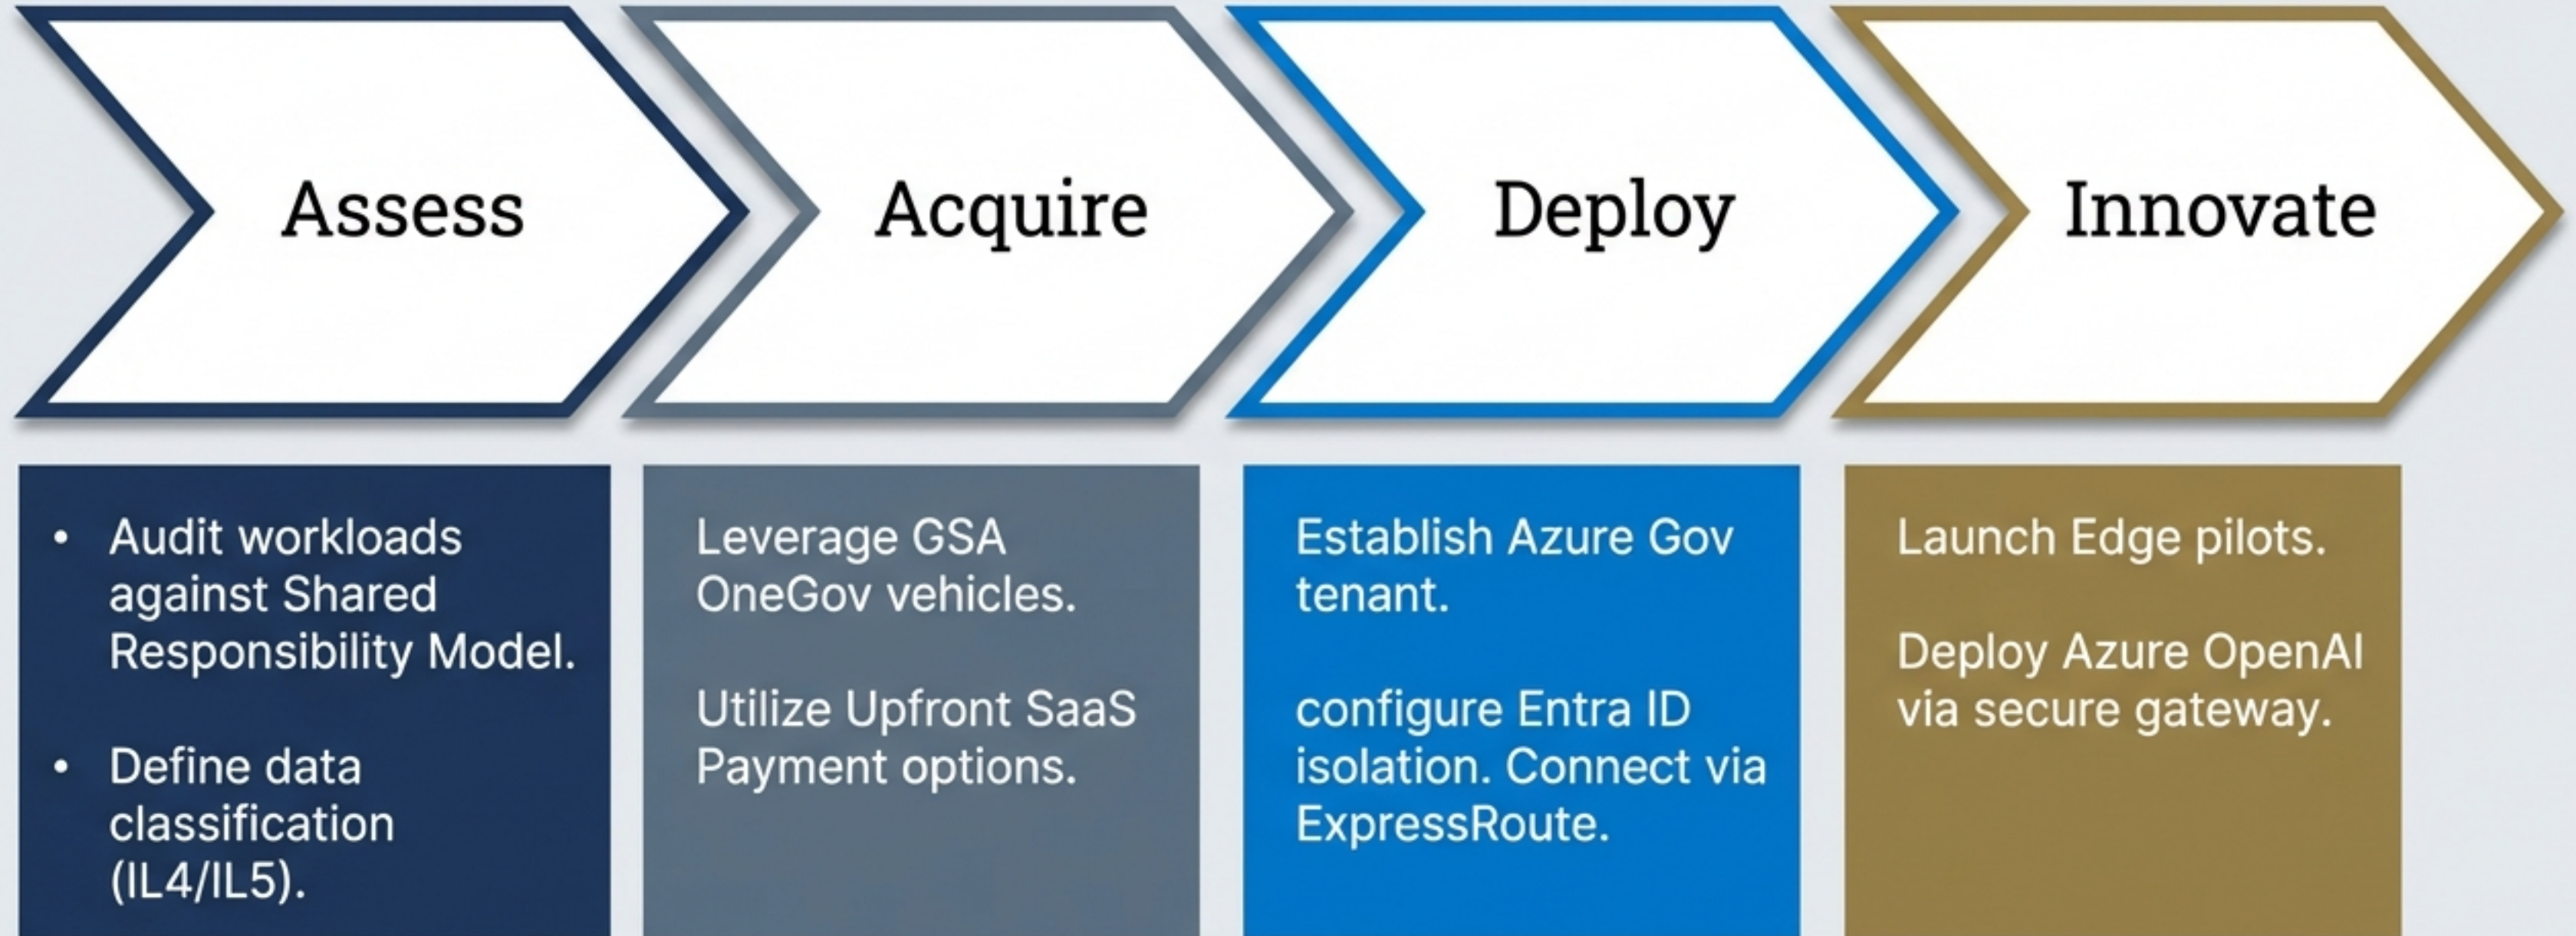 Assess
Acquire
Deploy
Innovate
• Audit workloads
against Shared
Responsibility Model.
• Define data
classification
(IL4/IL5).
Leverage GSA
OneGov vehicles.
Utilize Upfront SaaS
Payment options.
Establish Azure Gov
tenant.
configure Entra ID
isolation. Connect via
ExpressRoute.
Launch Edge pilots.
Deploy Azure OpenAI
via secure gateway.